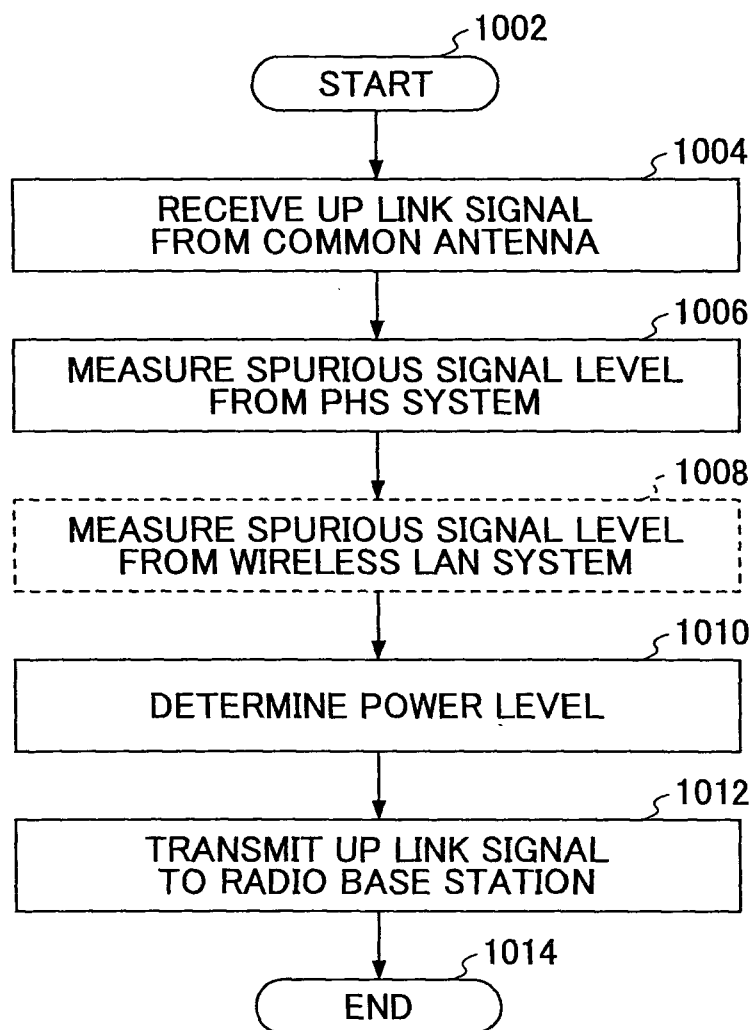 1002
START
1004
RECEIVE UP LINK SIGNAL
FROM COMMON ANTENNA
1006
MEASURE SPURIOUS SIGNAL LEVEL
FROM PHS SYSTEM
1008
MEASURE SPURIOUS SIGNAL LEVEL
FROM WIRELESS LAN SYSTEM
1010
DETERMINE POWER LEVEL
1012
TRANSMIT UP LINK SIGNAL
TO RADIO BASE STATION
1014
END